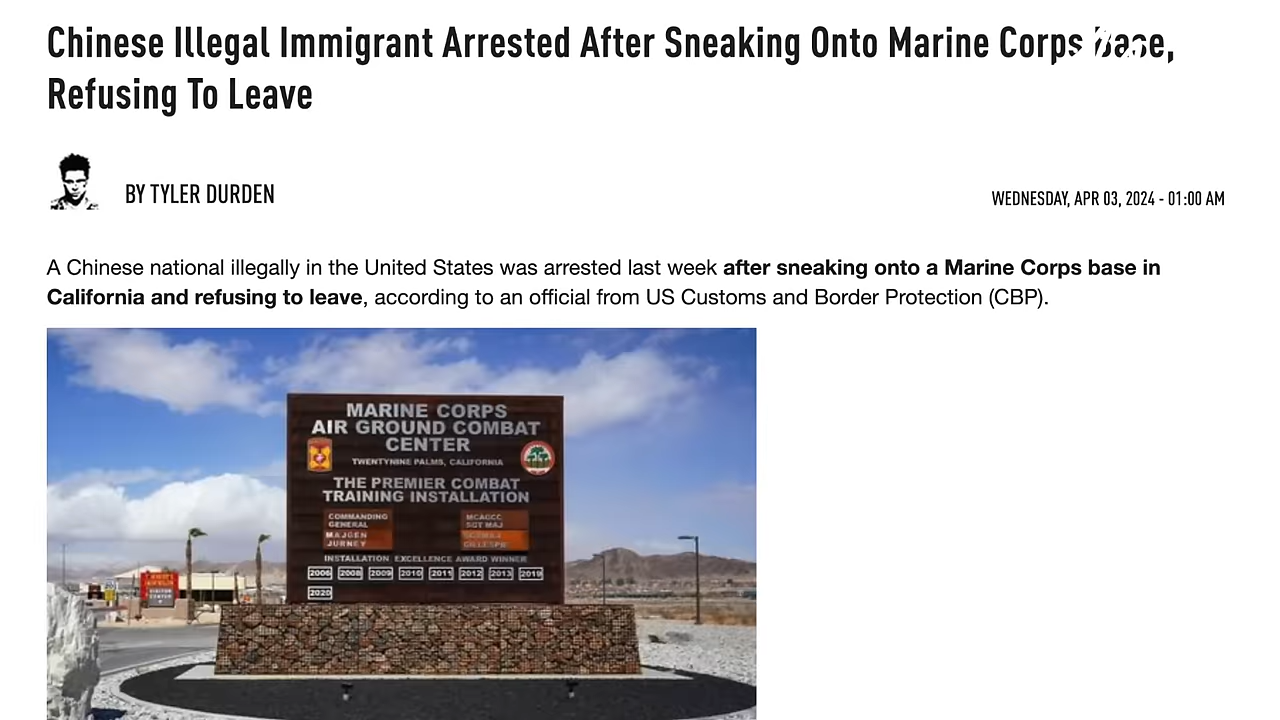 Chinese Illegal Immigrant Arrested After Sneaking Onto Marine Corps Base,
Refusing To Leave
BY TYLER DURDEN
WEDNESDAY, APR 03, 2024 - 01:00 AM
A Chinese national illegally in the United States was arrested last week after sneaking onto a Marine Corps base in
California and refusing to leave, according to an official from US Customs and Border Protection (CBP).
MARINE CORPS
AIR GROUND COMBAT
CENTER
TWENTYNINE PALMS, CALIFORNIA
THE PREMIER COMBAT
TRAINING INSTALLATION
COMMANDING
GENERAL
MAJGEN
JURNEY
MCAGCC
SGT MAJ
GILLESPIE
INSTALLATION EXCELLENCE AWARD WINNER
2006 2008 2009 2010 2011 2012 2013 2019
2020